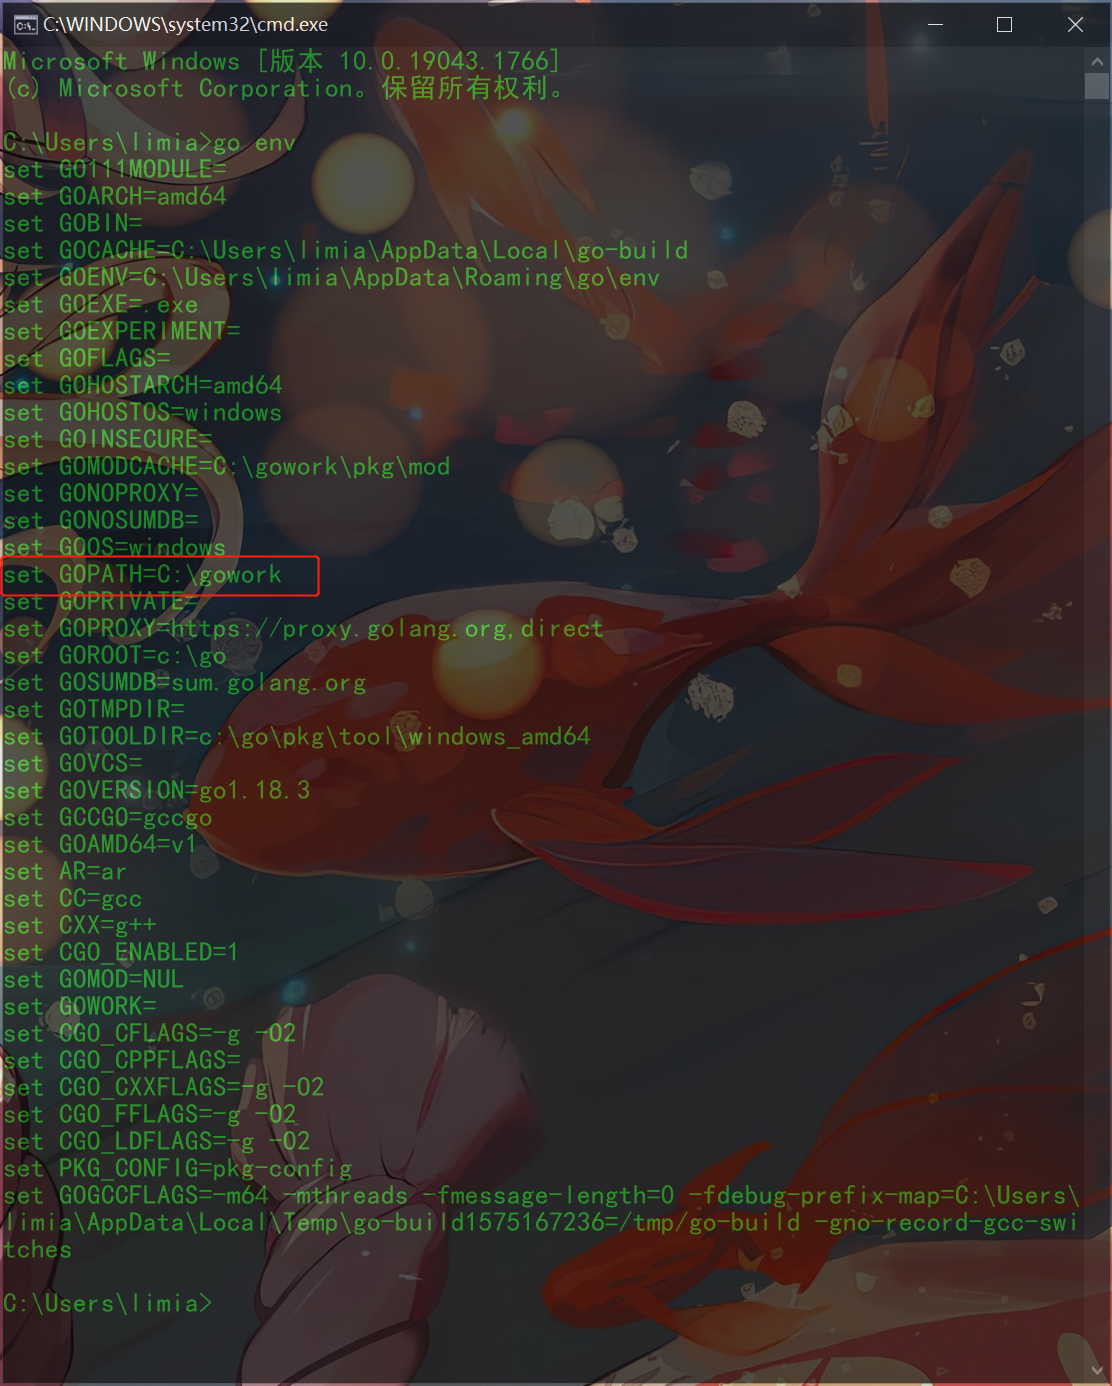 C:\WINDOWS\system32\cmd.exe
Microsoft Windows [版本 10.0.19043.1766]
(c) Microsoft Corporation。保留所有权利。
C:\Users\limia>go env
set GO111MODULE=
set GOARCH=amd64
set GOBIN=
set GOCACHE=C:\Users\limia\AppData\Local\go-build
set GOENV=C:\Users\limia\AppData\Roaming\go\env
set GOEXE=.exe
set GOEXPERIMENT=
set GOFLAGS=
set GOHOSTARCH=amd64
set GOHOSTOS=windows
set GOINSECURE=
set GOMODCACHE=C:\gowork\pkg\mod
set GONOPROXY=
set GONOSUMDB=
set GOOS=windows
set GOPATH=C:\gowork
set GOPRIVATE=
set GOPROXY=https://proxy.golang.org,direct
set GOROOT=c:\go
set GOSUMDB=sum.golang.org
set GOTMPDIR=
set GOTOOLDIR=c:\go\pkg\tool\windows_amd64
set GOVCS=
set GOVERSION=go1.18.3
set GCCGO=gccgo
set GOAMD64=v1
set AR=ar
set CC=gcc
set CXX=g++
set CGO_ENABLED=1
set GOMOD=NUL
set GOWORK=
set CGO_CFLAGS=-g -O2
set CGO_CPPFLAGS=
set CGO_CXXFLAGS=-g -O2
set CGO_FFLAGS=-g -O2
set CGO_LDFLAGS=-g -O2
set PKG_CONFIG=pkg-config
set GOGCCFLAGS=-m64 -mthreads -fmessage-length=0 -fdebug-prefix-map=C:\Users\
limia\AppData\Local\Temp\go-build1575167236=/tmp/go-build -gno-record-gcc-swi
tches
C:\Users\limia>